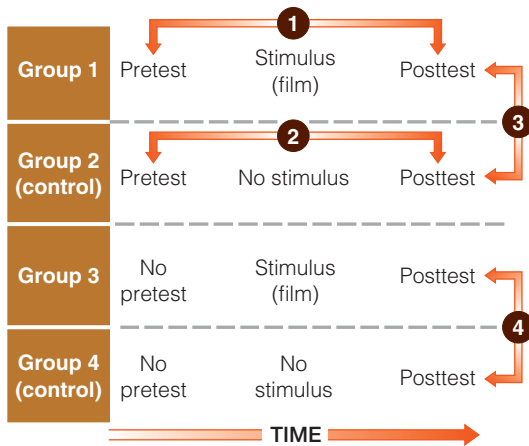 1
Group 1
Pretest
Stimulus
(film)
Posttest
3
Group 2
(control)
2
Pretest
No stimulus
Posttest
Group 3
No
pretest
Stimulus
(film)
Posttest
4
Group 4
(control)
No
pretest
No
stimulus
Posttest
TIME